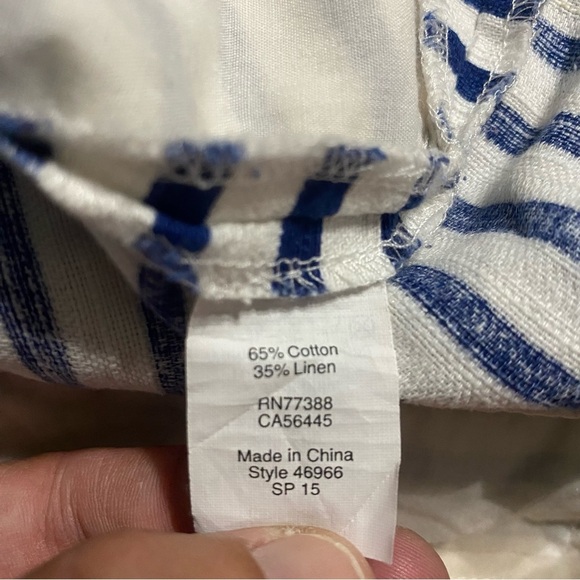 65% Cotton
35% Linen
RN77388
CA56445
Made in China
Style 46966
SP 15